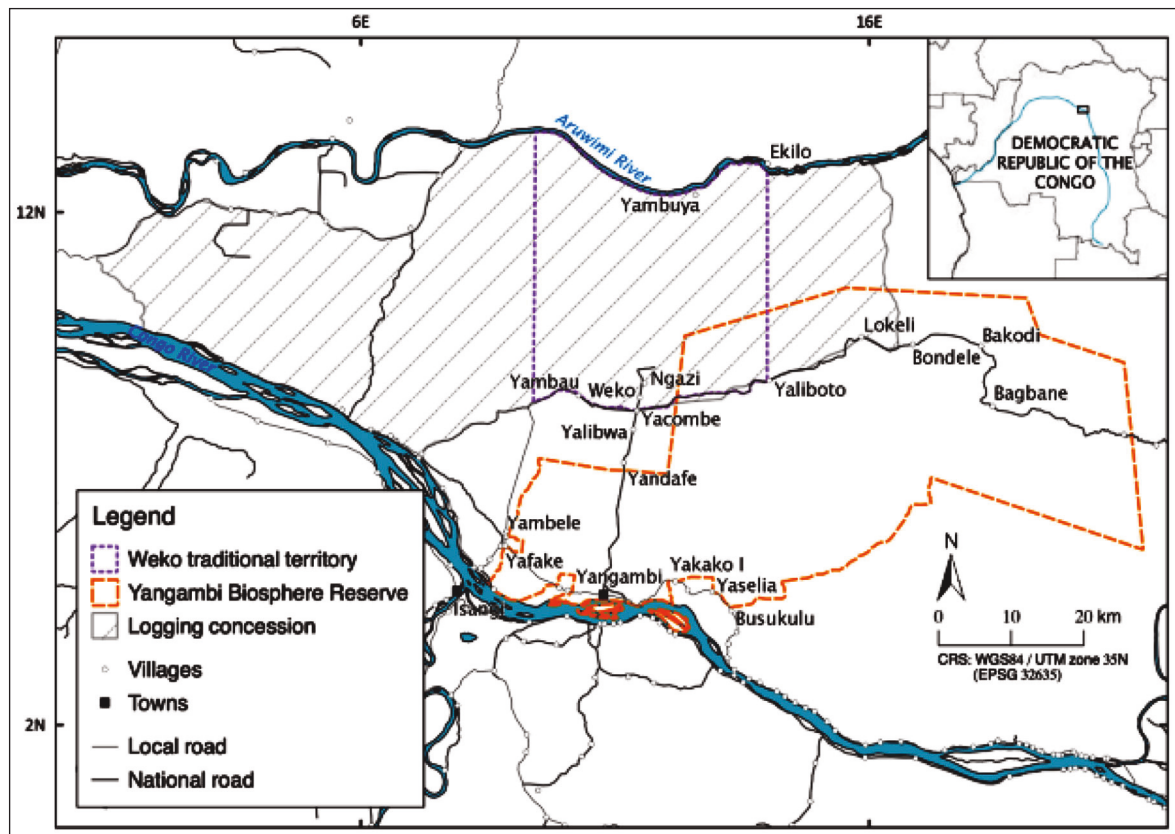 6E
16E
12N
2N
Aruwimi River
Ekilo
Yambuya
DEMOCRATIC
REPUBLIC OF THE
CONGO
Congo River
Lokeli
Bakodi
Bondele
Yambau
Weko
Ngazi
Yaliboto
Bagbane
Yacombe
Yalibwa
Yandafe
Yambele
Yafake
Yangambi
Yakako I
Yaselia
Isangi
Busukulu
Legend
Weko traditional territory
Yangambi Biosphere Reserve
Logging concession
Villages
Towns
Local road
National road
N
0 10 20 km
CRS: WGS84 / UTM zone 35N
(EPSG 32635)